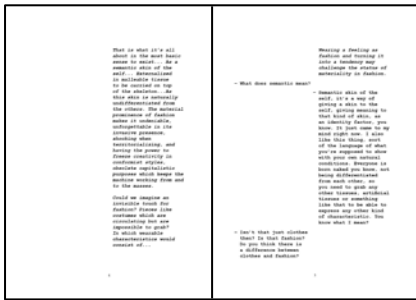 That is what it's all
about in the most basic
sense to exist... As a
semantic skin of the
self... Externalized
in malleable tissue
to be carried on top
of the skeleton...As
this skin is naturally
undifferentiated from
the others. The material
prominence of fashion
makes it undeniable,
unforgettable in its
invasive presence,
shocking when
territorializing, and
having the power to
freeze creativity in
conformist styles,
obsolete capitalistic
purposes which keeps the
machine working from and
to the masses.
Could we imagine an
invisible touch for
fashion? Pieces like
costumes which are
circulating but are
impossible to grab?
In which wearable
characteristics would
consist of...
Wearing a feeling as
fashion and turning it
into a tendency may
challenge the status of
materiality in fashion.
- What does semantic mean?
- Semantic skin of the
self, it's a way of
giving a skin to the
self, giving meaning to
that kind of skin, as
an identity factor, you
know. It just came to my
mind right now. I also
like this thing, sort
of the language of what
you're supposed to show
with your own natural
conditions. Everyone is
born naked you know, not
being differentiated
from each other, so
you need to grab any
other tissues, artificial
tissues or something
like that to be able to
express any other kind
of characteristic. You
know what I mean?
- Isn't that just clothes
then? Is that fashion?
Do you think there is
a difference between
clothes and fashion?